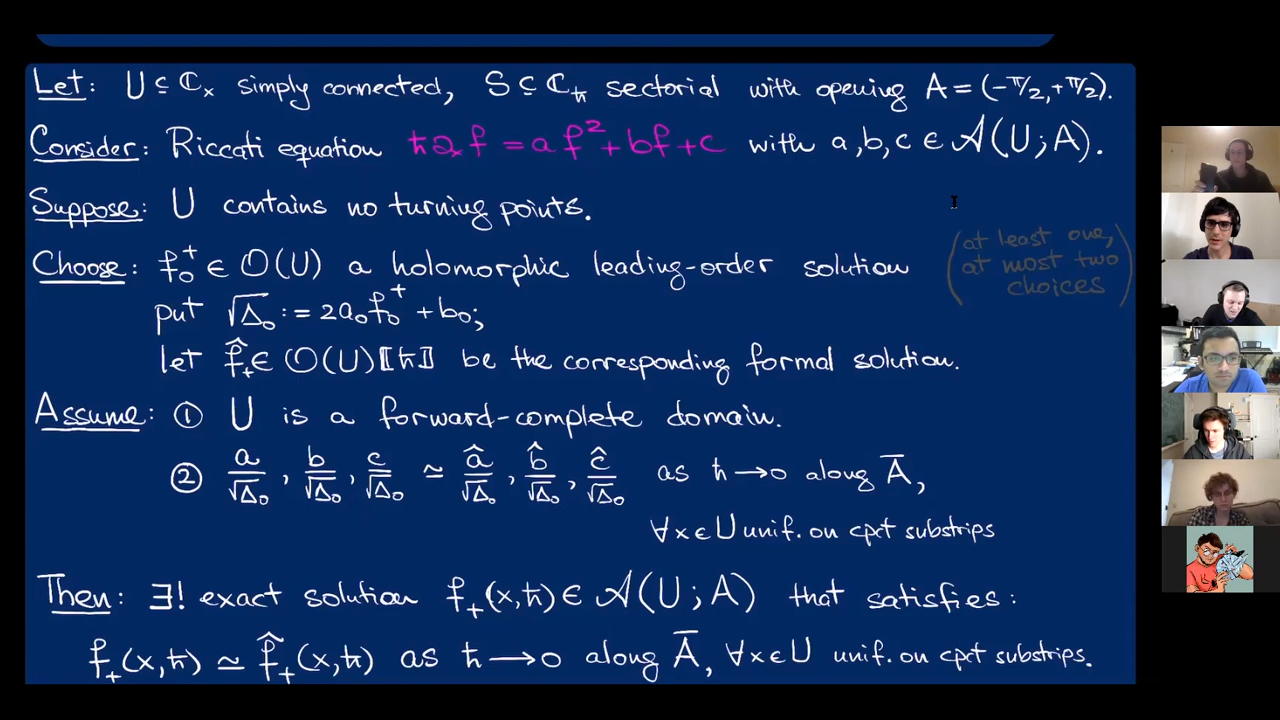 Let: U ⊆ ℂₓ simply connected, S ⊆ ℂ_ħ sectorial with opening A = (-π/2, +π/2).
Consider: Riccati equation ħ∂ₓf = af² + bf + c with a, b, c ∈ 𝒜(U; A).
Suppose: U contains no turning points.
Choose: f₀⁺ ∈ 𝒪(U) a holomorphic leading-order solution
(at least one,
at most two
choices)
put √Δ₀ := 2a₀f₀⁺ + b₀;
let f̂₊ ∈ 𝒪(U)⟦ħ⟧ be the corresponding formal solution.
Assume: ① U is a forward-complete domain.
② a/√Δ₀, b/√Δ₀, c/√Δ₀ ≃ â/√Δ₀, b̂/√Δ₀, ĉ/√Δ₀ as ħ → 0 along A̅,
∀x∈U unif. on cpct substrips
Then: ∃! exact solution f₊(x,ħ) ∈ 𝒜(U; A) that satisfies:
f₊(x,ħ) ≃ f̂₊(x,ħ) as ħ → 0 along A̅, ∀x∈U unif. on cpct substrips.